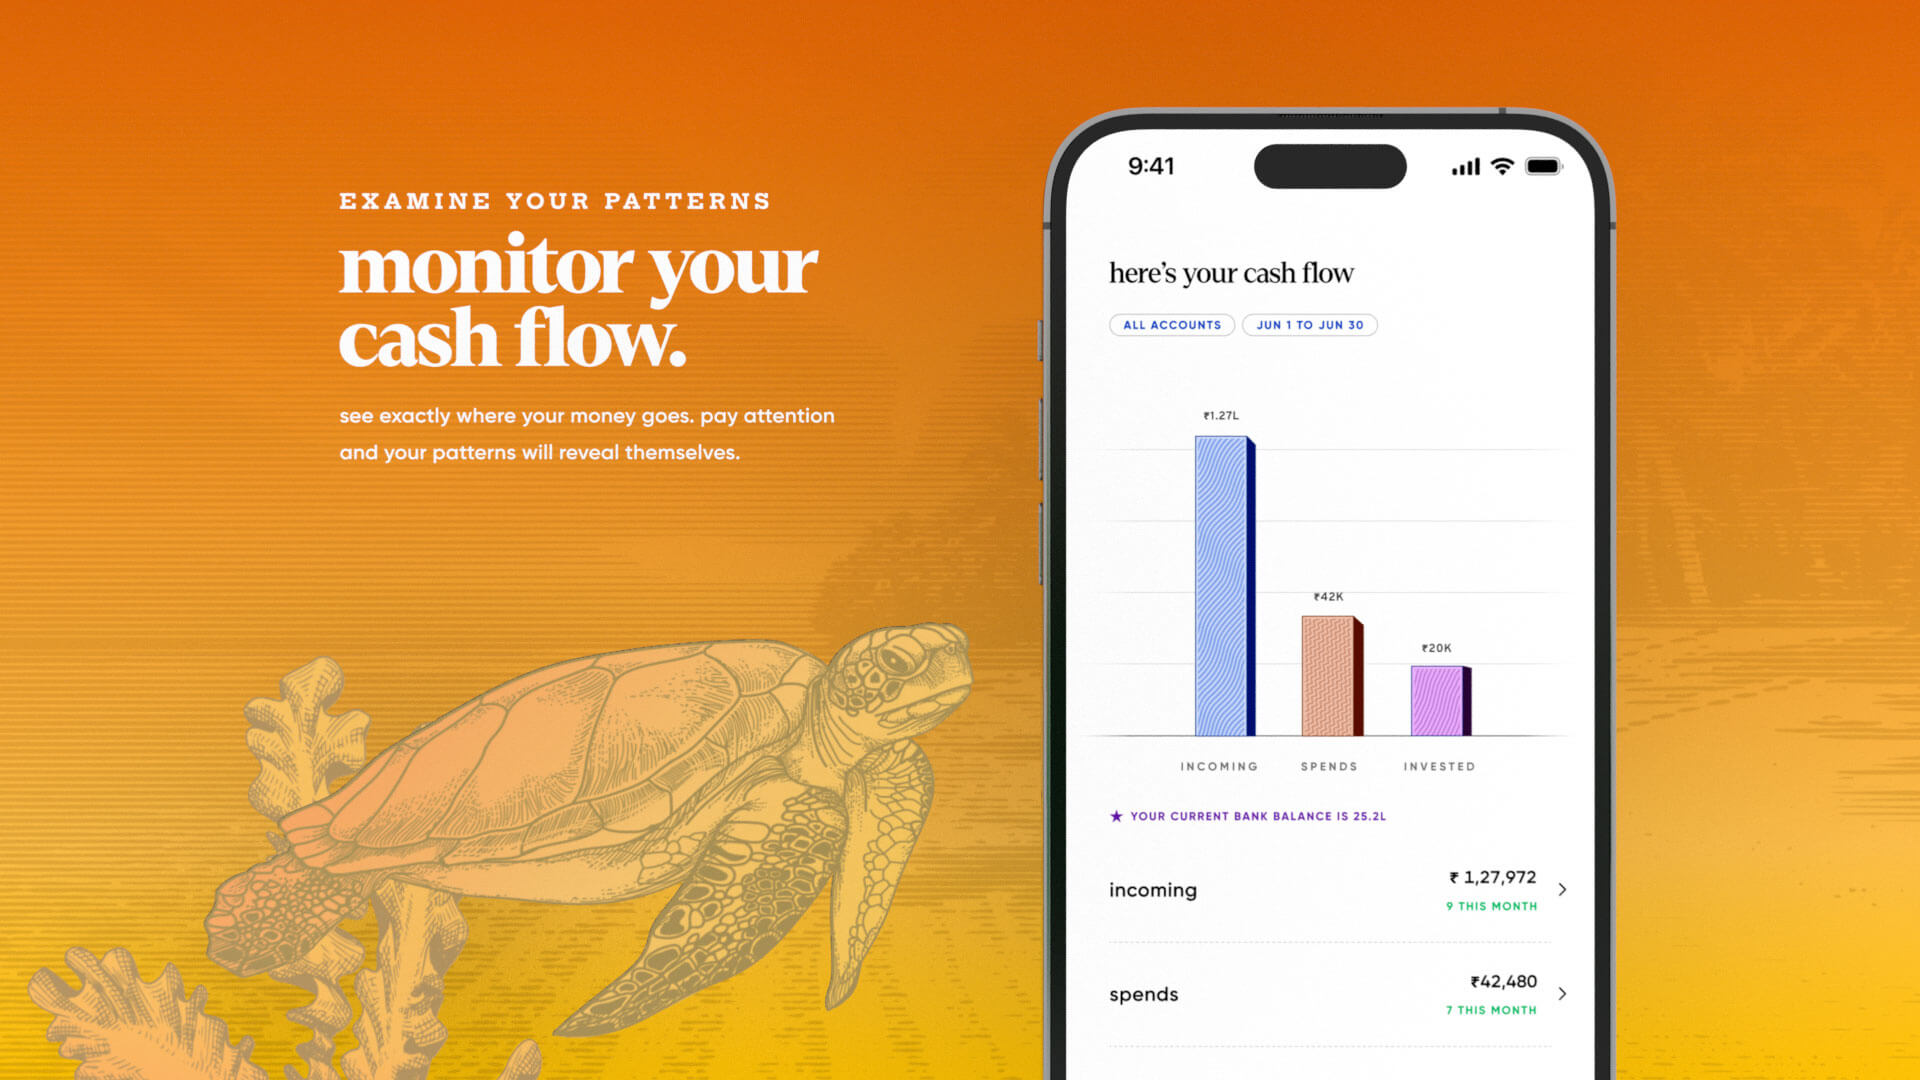 EXAMINE YOUR PATTERNS
monitor your
cash flow.
see exactly where your money goes. pay attention
and your patterns will reveal themselves.
9:41
here's your cash flow
ALL ACCOUNTS
JUN 1 TO JUN 30
₹1.27L
₹42K
₹20K
INCOMING
SPENDS
INVESTED
★ YOUR CURRENT BANK BALANCE IS 25.2L
incoming
₹ 1,27,972
9 THIS MONTH
spends
₹42,480
7 THIS MONTH